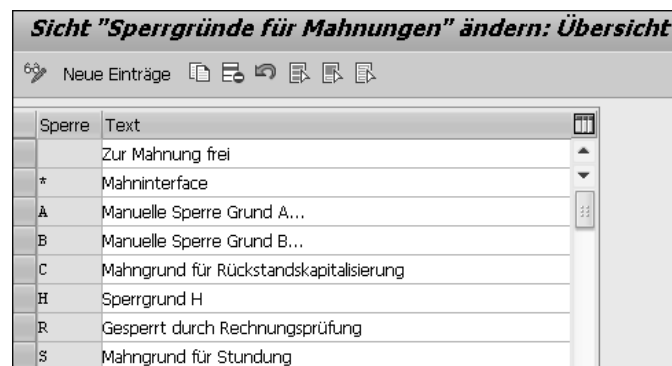 Sicht "Sperrgründe für Mahnungen" ändern: Übersicht
Neue Einträge
Sperre Text
Zur Mahnung frei
* Mahninterface
A Manuelle Sperre Grund A...
B Manuelle Sperre Grund B...
C Mahngrund für Rückstandskapitalisierung
H Sperrgrund H
R Gesperrt durch Rechnungsprüfung
S Mahngrund für Stundung